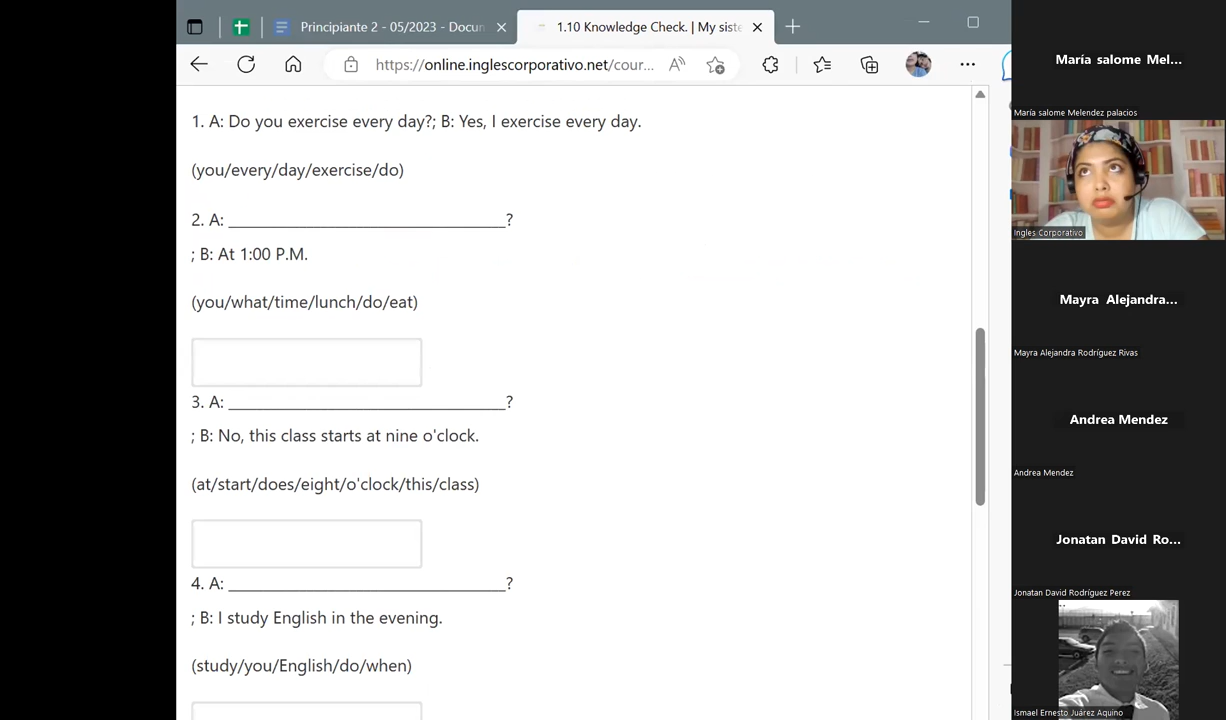 Principiante 2 - 05/2023 - Docun
1.10 Knowledge Check. | My siste
https://online.inglescorporativo.net/cour...
1. A: Do you exercise every day?; B: Yes, I exercise every day.
(you/every/day/exercise/do)
2. A: ________________________________?
; B: At 1:00 P.M.
(you/what/time/lunch/do/eat)
3. A: ________________________________?
; B: No, this class starts at nine o'clock.
(at/start/does/eight/o'clock/this/class)
4. A: ________________________________?
; B: I study English in the evening.
(study/you/English/do/when)
María salome Mel...
María salome Melendez palacios
Ingles Corporativo
Mayra Alejandra...
Mayra Alejandra Rodríguez Rivas
Andrea Mendez
Andrea Mendez
Jonatan David Ro...
Jonatan David Rodríguez Perez
Ismael Ernesto Juárez Aquino